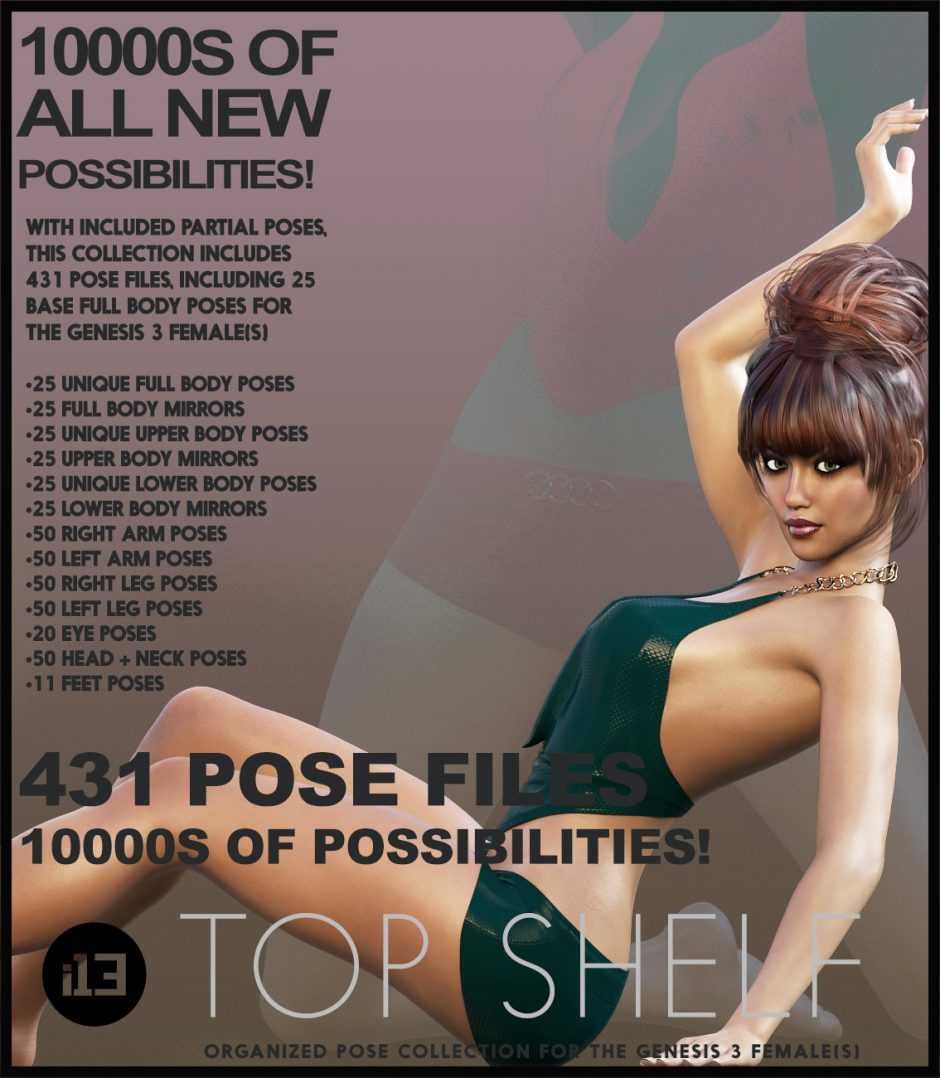 10000S OF
ALL NEW
POSSIBILITIES!
WITH INCLUDED PARTIAL POSES,
THIS COLLECTION INCLUDES
431 POSE FILES, INCLUDING 25
BASE FULL BODY POSES FOR
THE GENESIS 3 FEMALE(S)
•25 UNIQUE FULL BODY POSES
•25 FULL BODY MIRRORS
•25 UNIQUE UPPER BODY POSES
•25 UPPER BODY MIRRORS
•25 UNIQUE LOWER BODY POSES
•25 LOWER BODY MIRRORS
•50 RIGHT ARM POSES
•50 LEFT ARM POSES
•50 RIGHT LEG POSES
•50 LEFT LEG POSES
•20 EYE POSES
•50 HEAD + NECK POSES
•11 FEET POSES
431 POSE FILES
10000S OF POSSIBILITIES!
i13
TOP SHELF
ORGANIZED POSE COLLECTION FOR THE GENESIS 3 FEMALE(S)